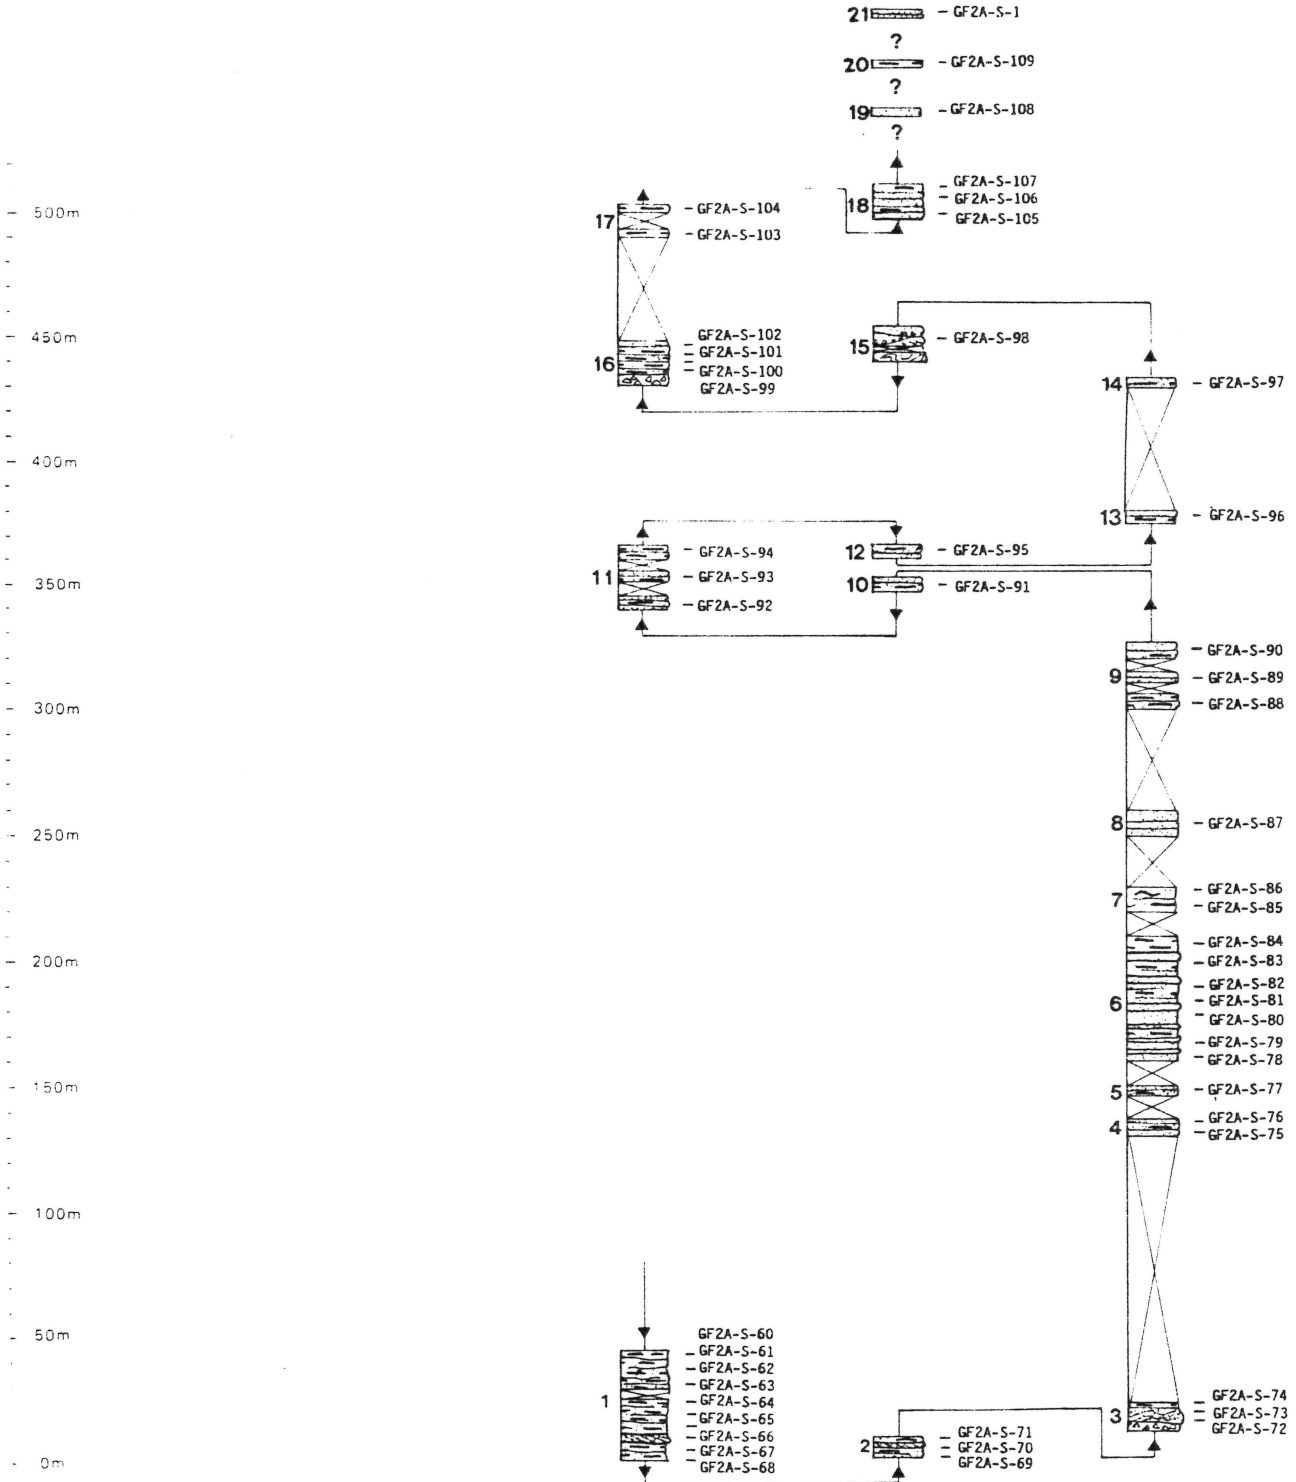 21 – GF2A-S-1
?
20 – GF2A-S-109
?
19 – GF2A-S-108
?
18
GF2A-S-107
GF2A-S-106
GF2A-S-105
500m
17
GF2A-S-104
GF2A-S-103
450m
16
GF2A-S-102
GF2A-S-101
GF2A-S-100
GF2A-S-99
15 – GF2A-S-98
14 – GF2A-S-97
400m
13 – GF2A-S-96
11
GF2A-S-94
GF2A-S-93
GF2A-S-92
12 – GF2A-S-95
350m
10 – GF2A-S-91
9
GF2A-S-90
GF2A-S-89
GF2A-S-88
300m
250m
8 – GF2A-S-87
7
GF2A-S-86
GF2A-S-85
200m
6
GF2A-S-84
GF2A-S-83
GF2A-S-82
GF2A-S-81
GF2A-S-80
GF2A-S-79
GF2A-S-78
150m
5 – GF2A-S-77
4
GF2A-S-76
GF2A-S-75
100m
50m
1
GF2A-S-60
GF2A-S-61
GF2A-S-62
GF2A-S-63
GF2A-S-64
GF2A-S-65
GF2A-S-66
GF2A-S-67
GF2A-S-68
2
GF2A-S-71
GF2A-S-70
GF2A-S-69
3
GF2A-S-74
GF2A-S-73
GF2A-S-72
0m